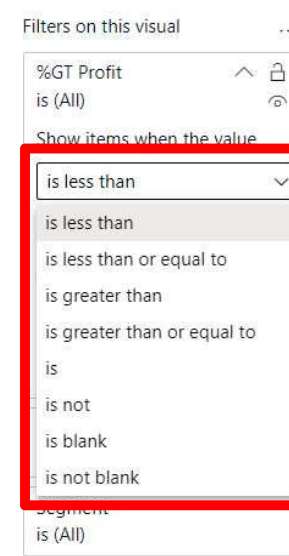 Filters on this visual
%GT Profit
is (All)
Show items when the value
is less than
is less than
is less than or equal to
is greater than
is greater than or equal to
is
is not
is blank
is not blank
Segment
is (All)